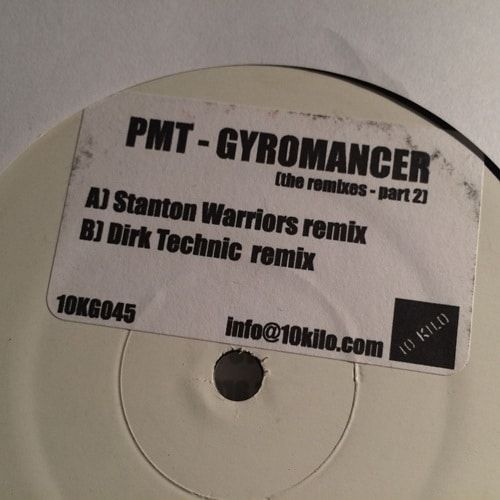 PMT - GYROMANCER
(the remixes - part 2)
A) Stanton Warriors remix
B) Dirk Technic remix
10KG045
info@10kilo.com
10 KILO